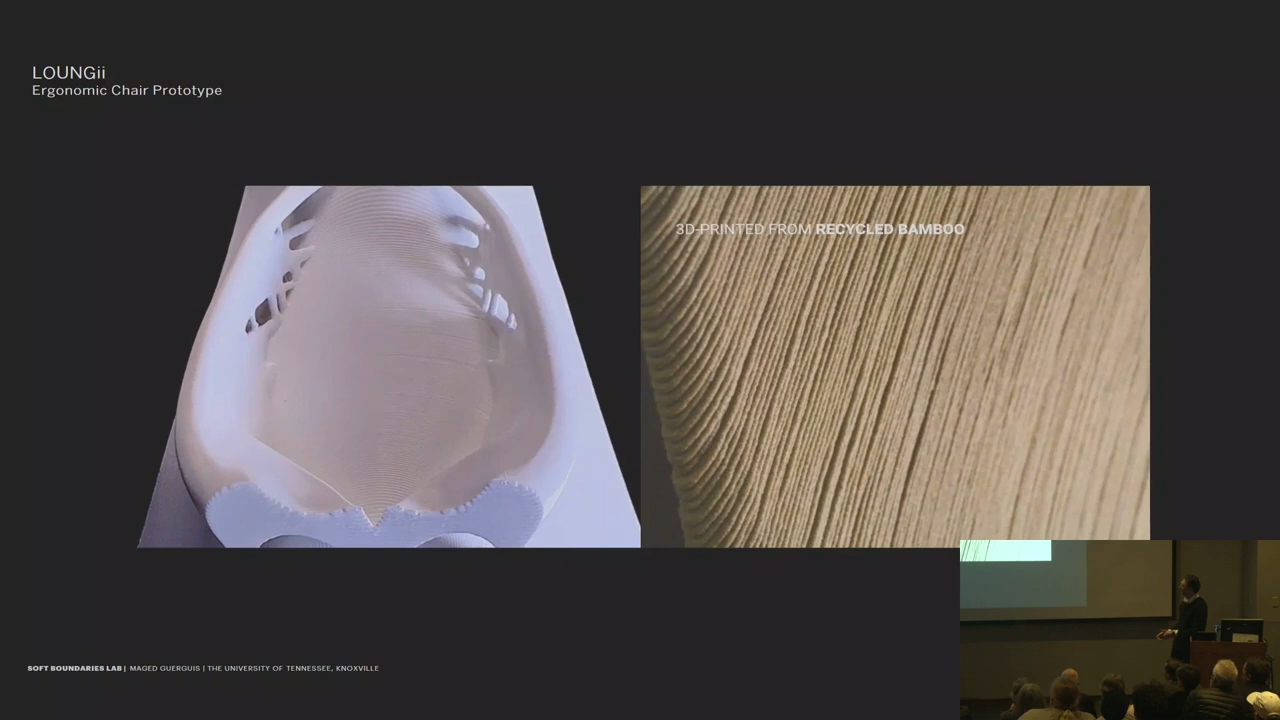 LOUNGii
Ergonomic Chair Prototype
3D-PRINTED FROM RECYCLED BAMBOO
SOFT BOUNDARIES LAB | MAGED GUERGUIS | THE UNIVERSITY OF TENNESSEE, KNOXVILLE